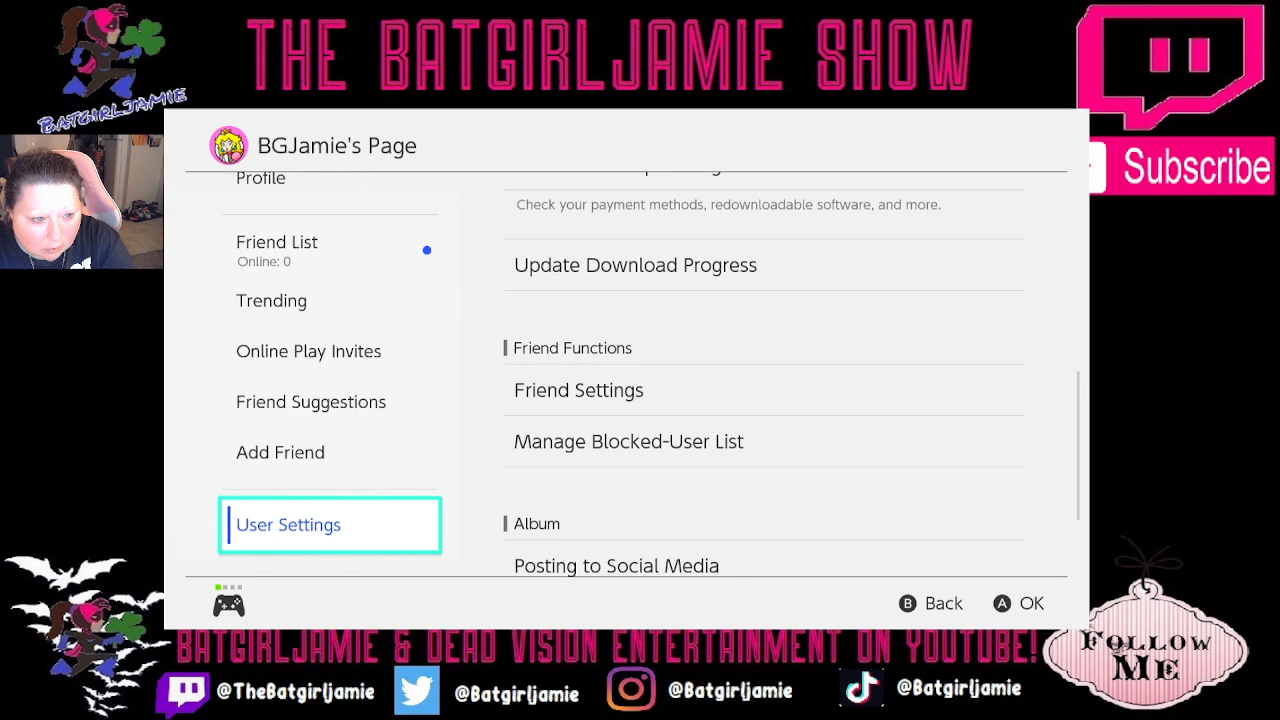 THE BATGIRLJAMIE SHOW
BATGIRLJAMIE
Subscribe
BGJamie's Page
Profile
Friend List
Online: 0
Trending
Online Play Invites
Friend Suggestions
Add Friend
User Settings
Check your payment methods, redownloadable software, and more.
Update Download Progress
Friend Functions
Friend Settings
Manage Blocked-User List
Album
Posting to Social Media
B Back
A OK
BATGIRLJAMIE & DEAD VISION ENTERTAINMENT ON YOUTUBE!
FOLLOW
ME
@TheBatgirljamie
@Batgirljamie
@Batgirljamie
@Batgirljamie